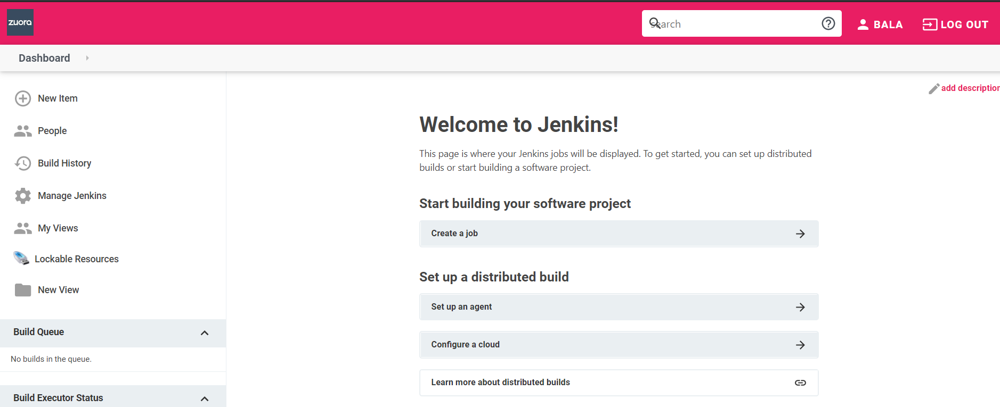 zuora
search
BALA
LOG OUT
Dashboard
New Item
People
Build History
Manage Jenkins
My Views
Lockable Resources
New View
Build Queue
No builds in the queue.
Build Executor Status
add description
Welcome to Jenkins!
This page is where your Jenkins jobs will be displayed. To get started, you can set up distributed
builds or start building a software project.
Start building your software project
Create a job
Set up a distributed build
Set up an agent
Configure a cloud
Learn more about distributed builds